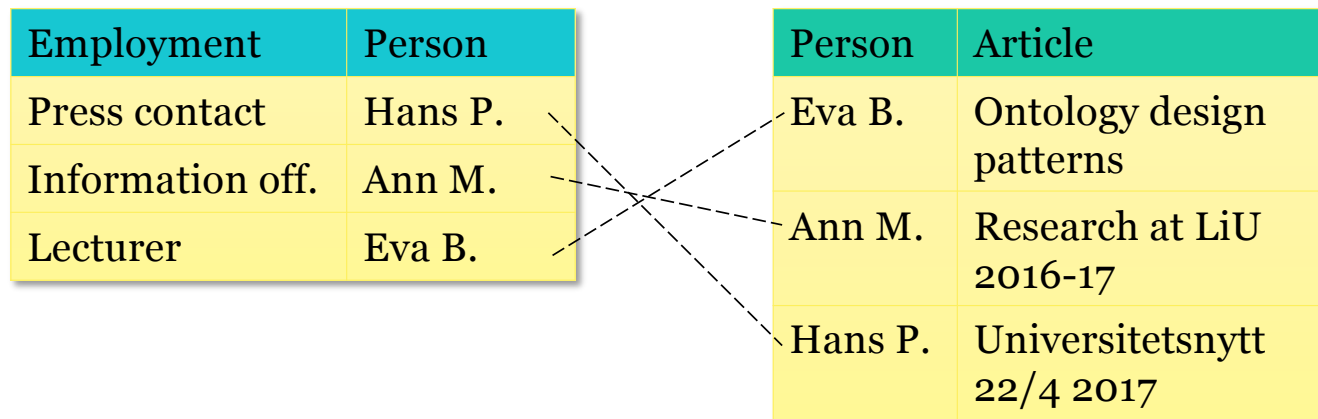 Employment Person
Press contact Hans P.
Information off. Ann M.
Lecturer Eva B.
Person Article
Eva B. Ontology design
patterns
Ann M. Research at LiU
2016-17
Hans P. Universitetsnytt
22/4 2017